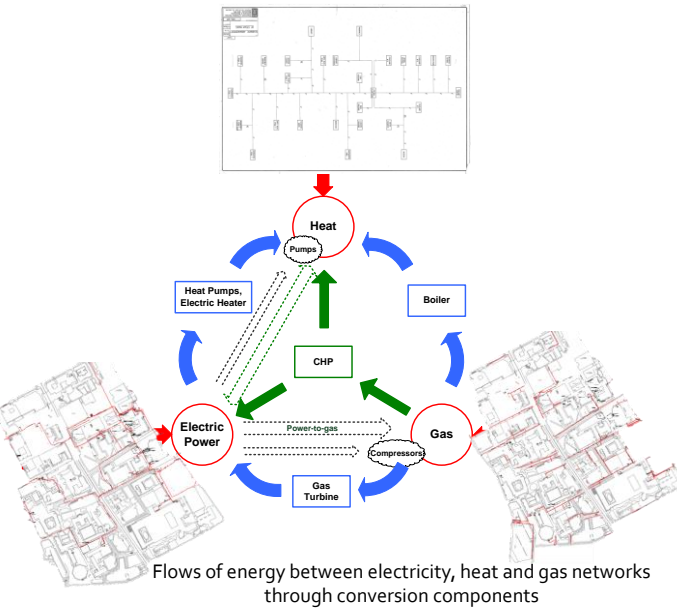 Heat
Pumps
Heat Pumps,
Electric Heater
Boiler
CHP
Electric
Power
Power-to-gas
Gas
Compressors
Gas
Turbine
Flows of energy between electricity, heat and gas networks
through conversion components